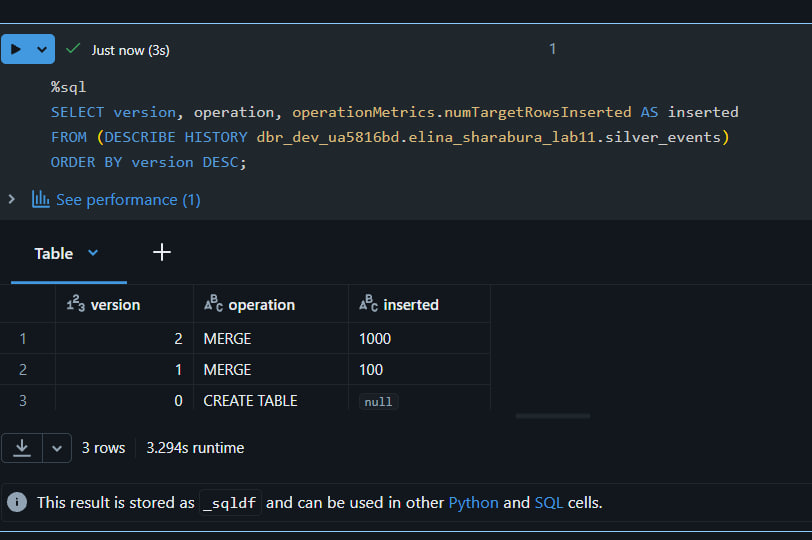 Just now (3s)
1
%sql
SELECT version, operation, operationMetrics.numTargetRowsInserted AS inserted
FROM (DESCRIBE HISTORY dbr_dev_ua5816bd.elina_sharabura_lab11.silver_events)
ORDER BY version DESC;
See performance (1)
Table
version operation inserted
1 2 MERGE 1000
2 1 MERGE 100
3 0 CREATE TABLE null
3 rows 3.294s runtime
This result is stored as _sqldf and can be used in other Python and SQL cells.